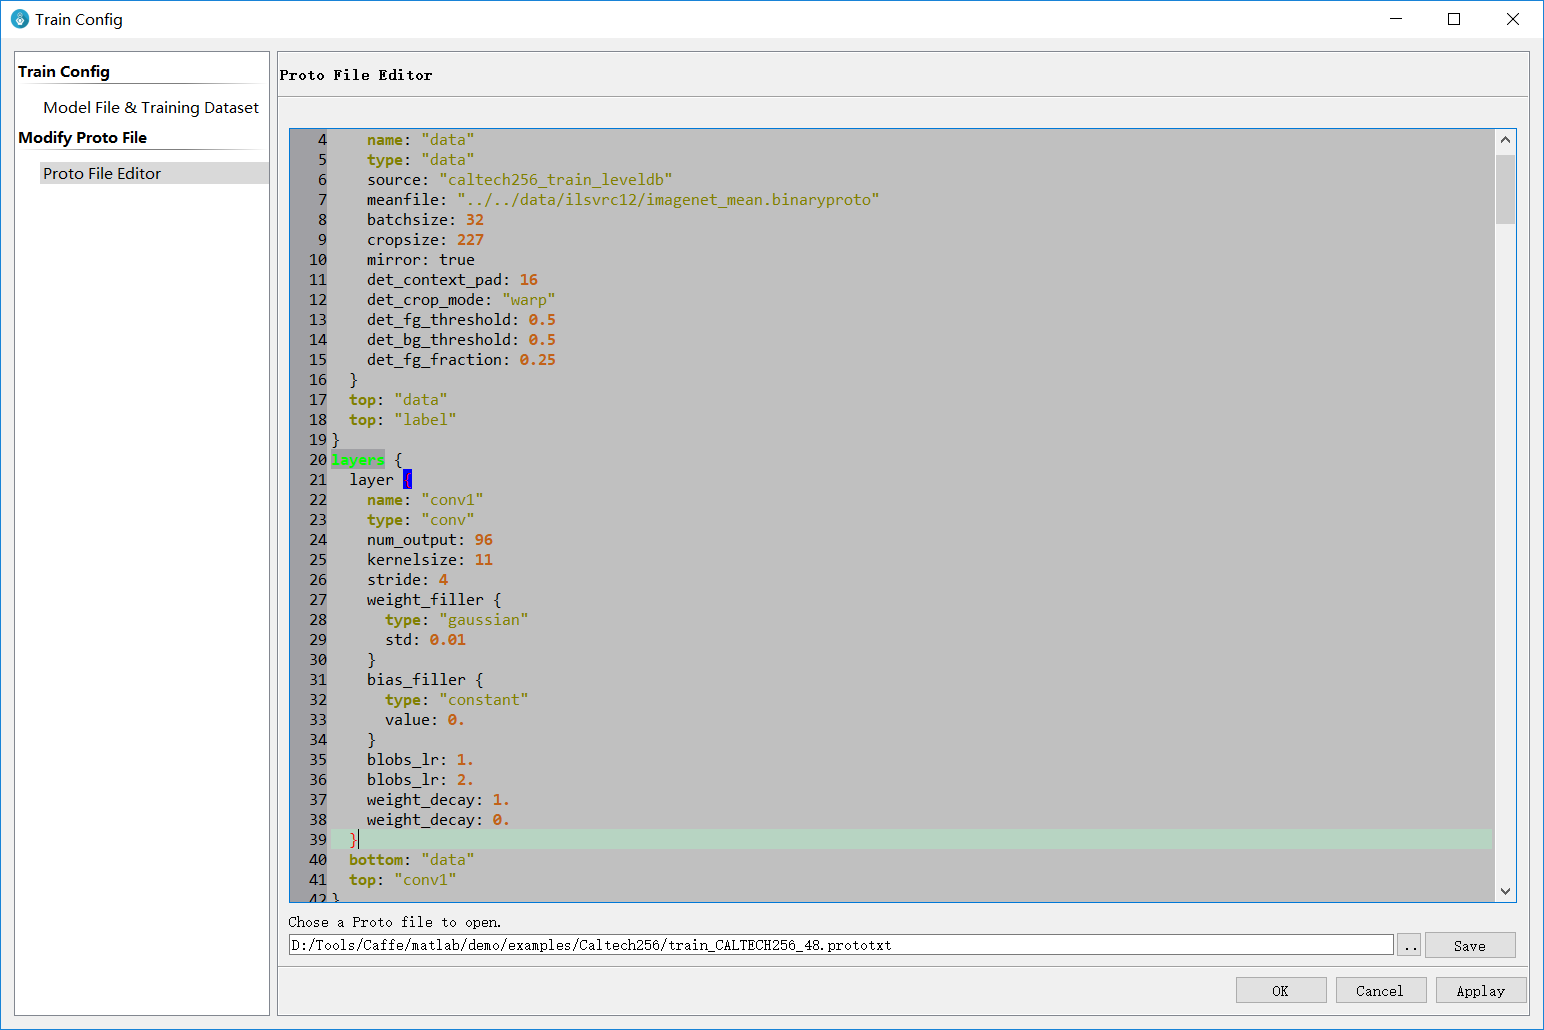 Train Config
Train Config
Model File & Training Dataset
Modify Proto File
Proto File Editor
Proto File Editor
4 name: "data"
5 type: "data"
6 source: "caltech256_train_leveldb"
7 meanfile: "../../data/ilsvrc12/imagenet_mean.binaryproto"
8 batchsize: 32
9 cropsize: 227
10 mirror: true
11 det_context_pad: 16
12 det_crop_mode: "warp"
13 det_fg_threshold: 0.5
14 det_bg_threshold: 0.5
15 det_fg_fraction: 0.25
16 }
17 top: "data"
18 top: "label"
19 }
20 layers {
21 layer {
22 name: "conv1"
23 type: "conv"
24 num_output: 96
25 kernelsize: 11
26 stride: 4
27 weight_filler {
28 type: "gaussian"
29 std: 0.01
30 }
31 bias_filler {
32 type: "constant"
33 value: 0.
34 }
35 blobs_lr: 1.
36 blobs_lr: 2.
37 weight_decay: 1.
38 weight_decay: 0.
39 }
40 bottom: "data"
41 top: "conv1"
42 }
Chose a Proto file to open.
D:/Tools/Caffe/matlab/demo/examples/Caltech256/train_CALTECH256_48.prototxt
.. Save
OK Cancel Applay